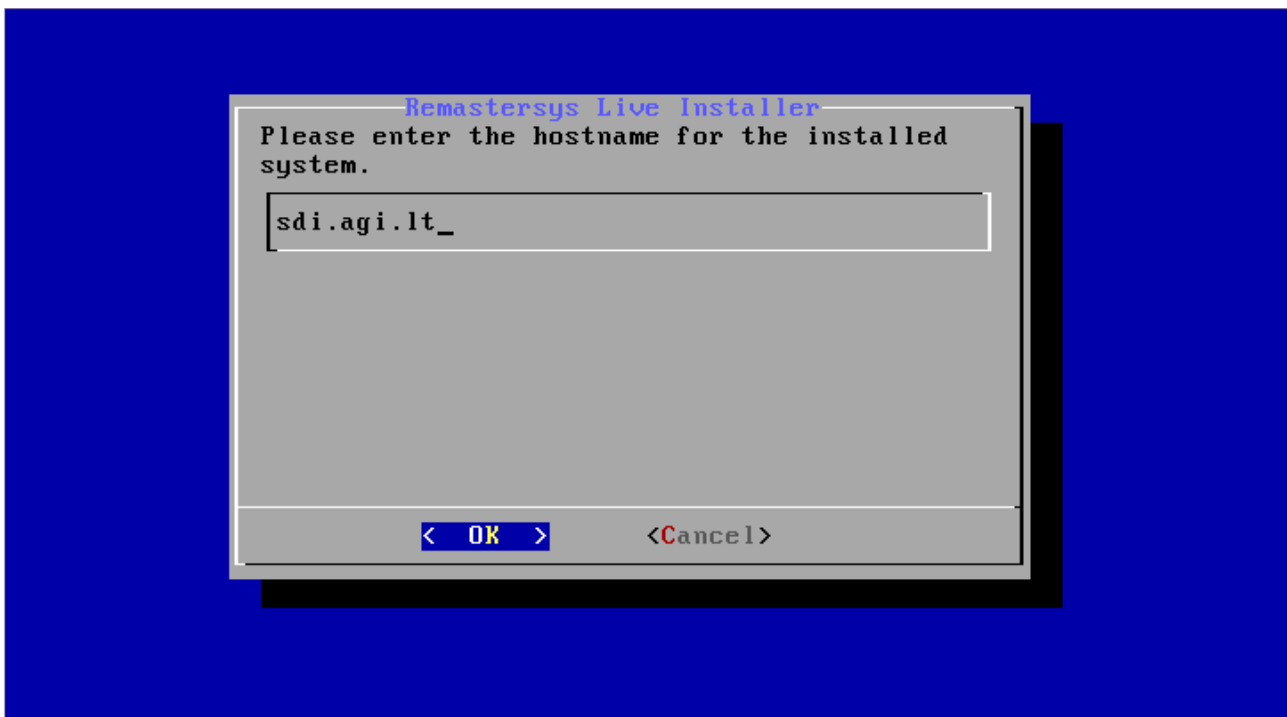 Remastersys Live Installer
Please enter the hostname for the installed
system.
sdi.agi.lt_
< OK > <Cancel>